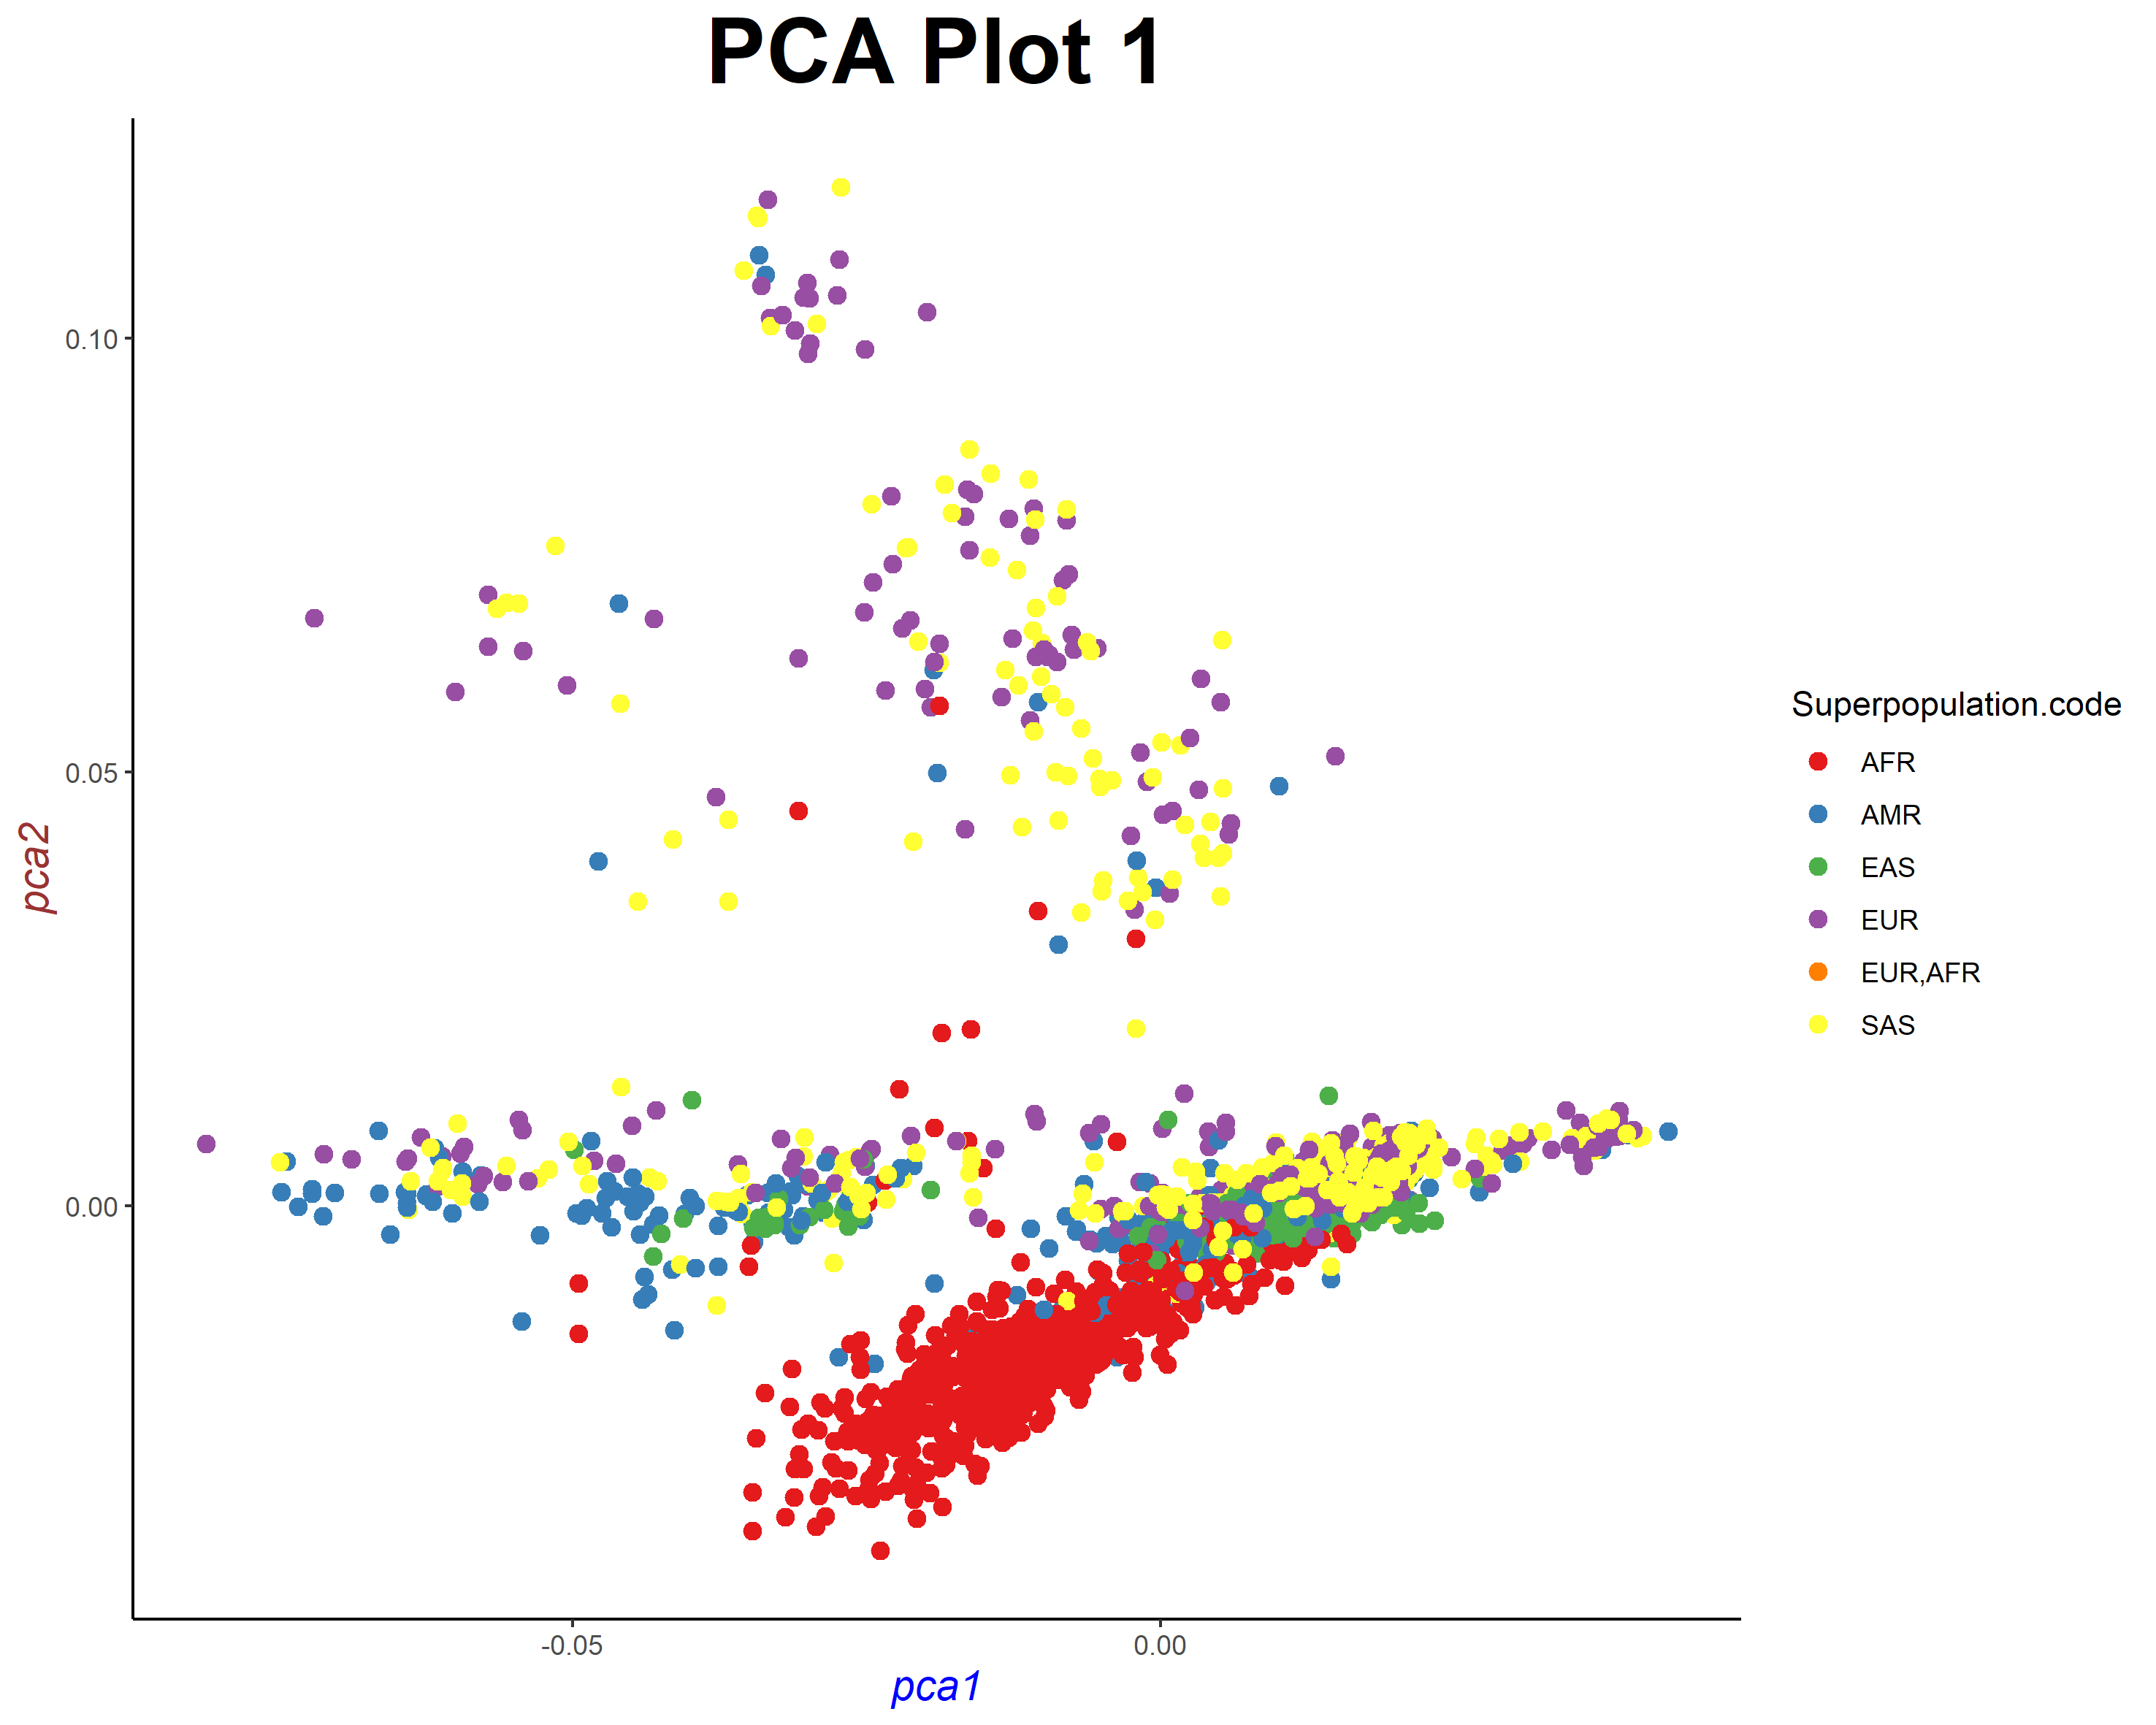 PCA Plot 1
0.10
0.05
0.00
pca2
-0.05
0.00
pca1
Superpopulation.code
AFR
AMR
EAS
EUR
EUR,AFR
SAS